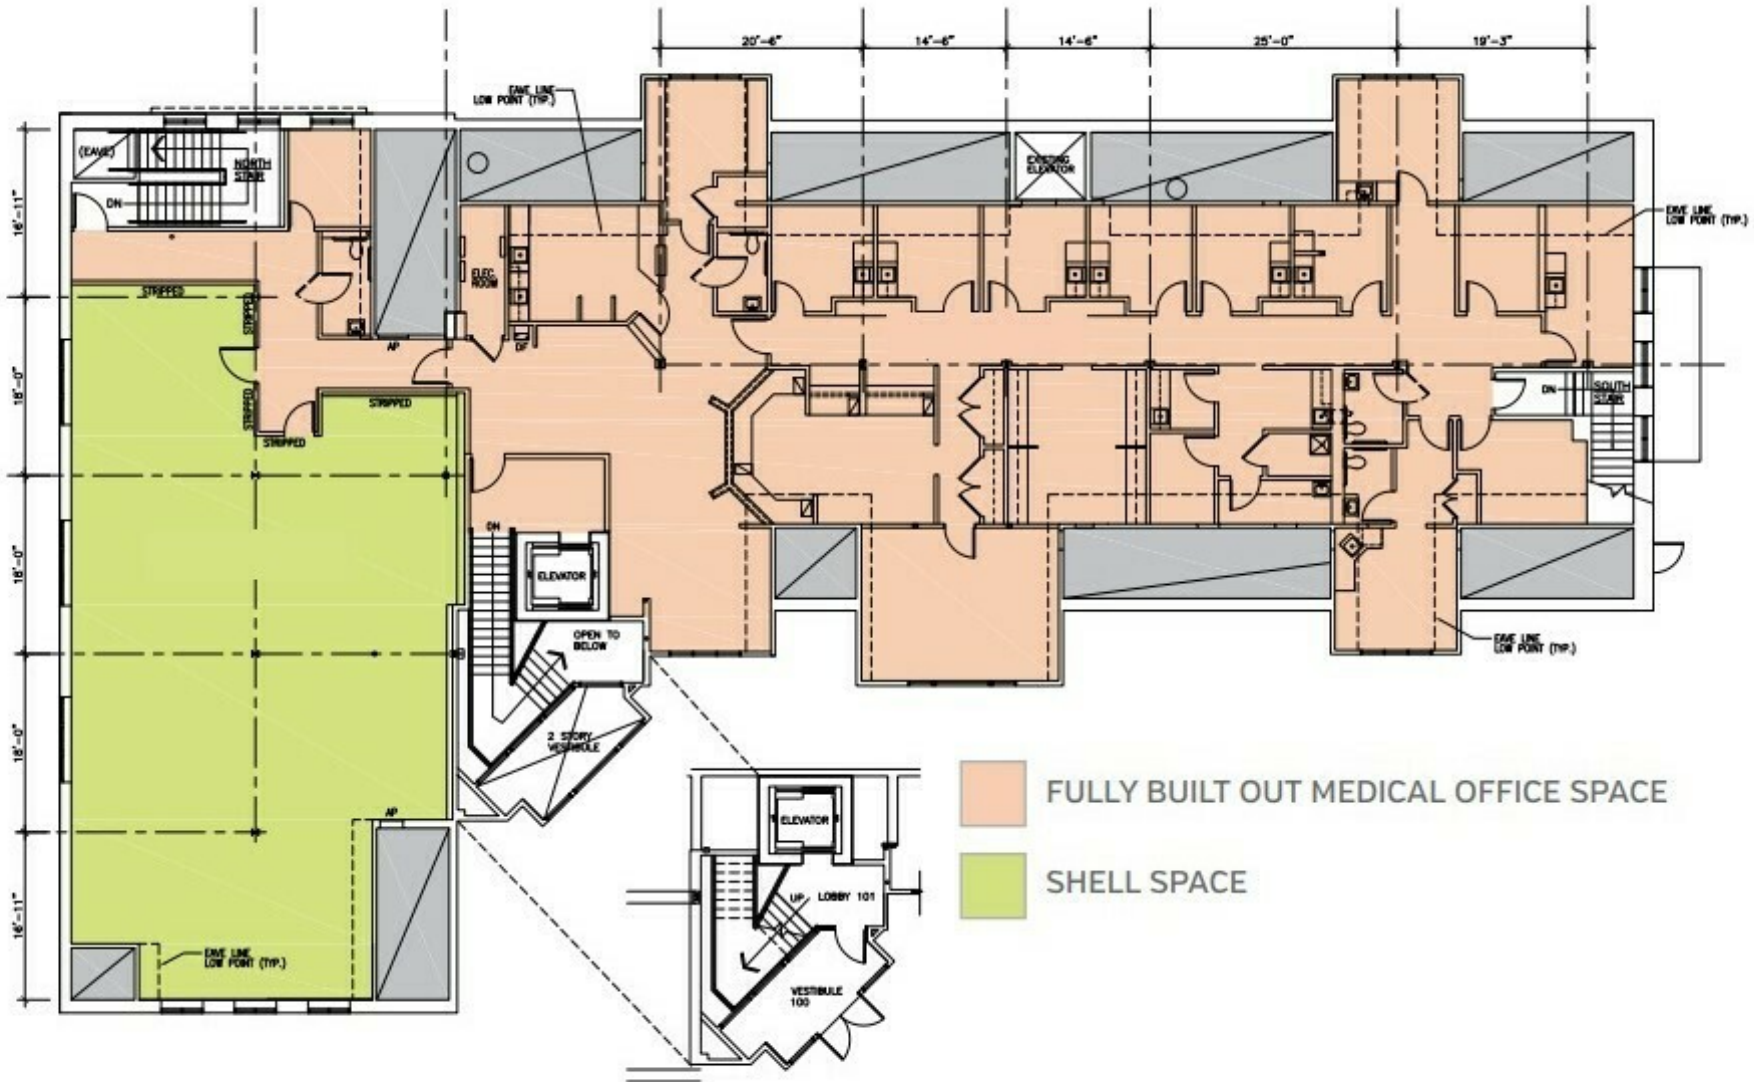 20'-6"
14'-6"
14'-6"
25'-0"
19'-3"
EAVE LINE
LOW POINT (TYP.)
(EAVE)
NORTH
STAIR
DN
EXISTING
ELEVATOR
EAVE LINE
LOW POINT (TYP.)
16'-11"
ELEC.
ROOM
STRIPPED
STRIPPED
DF
AP
18'-0"
STRIPPED
STRIPPED
STRIPPED
DN
SOUTH
STAIR
DN
18'-0"
ELEVATOR
OPEN TO
BELOW
EAVE LINE
LOW POINT (TYP.)
18'-0"
2 STORY
VESTIBULE
FULLY BUILT OUT MEDICAL OFFICE SPACE
AP
ELEVATOR
SHELL SPACE
UP
LOBBY 101
16'-11"
EAVE LINE
LOW POINT (TYP.)
VESTIBULE
100